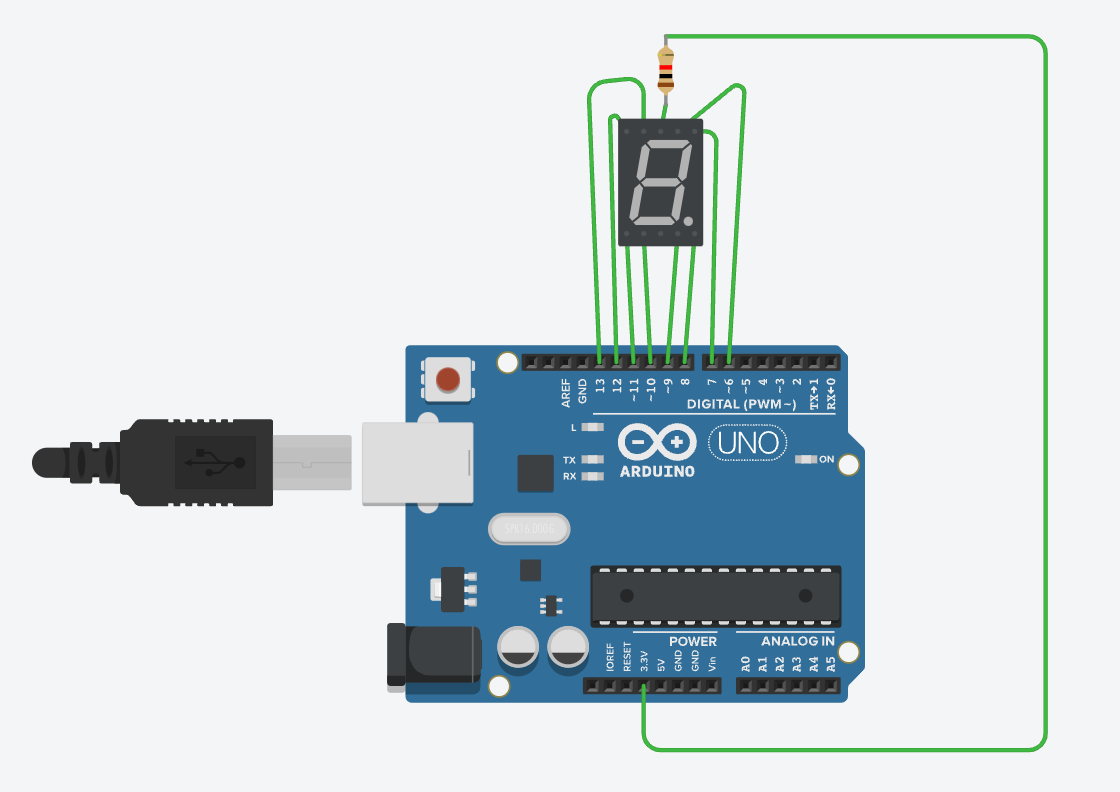 AREF
GND
13
12
~11
~10
~9
8
7
~6
~5
4
~3
2
TX→1
RX←0
DIGITAL (PWM~)
L
TX
RX
ARDUINO
UNO
ON
POWER
ANALOG IN
IOREF
RESET
3.3V
5V
GND
GND
Vin
A0
A1
A2
A3
A4
A5